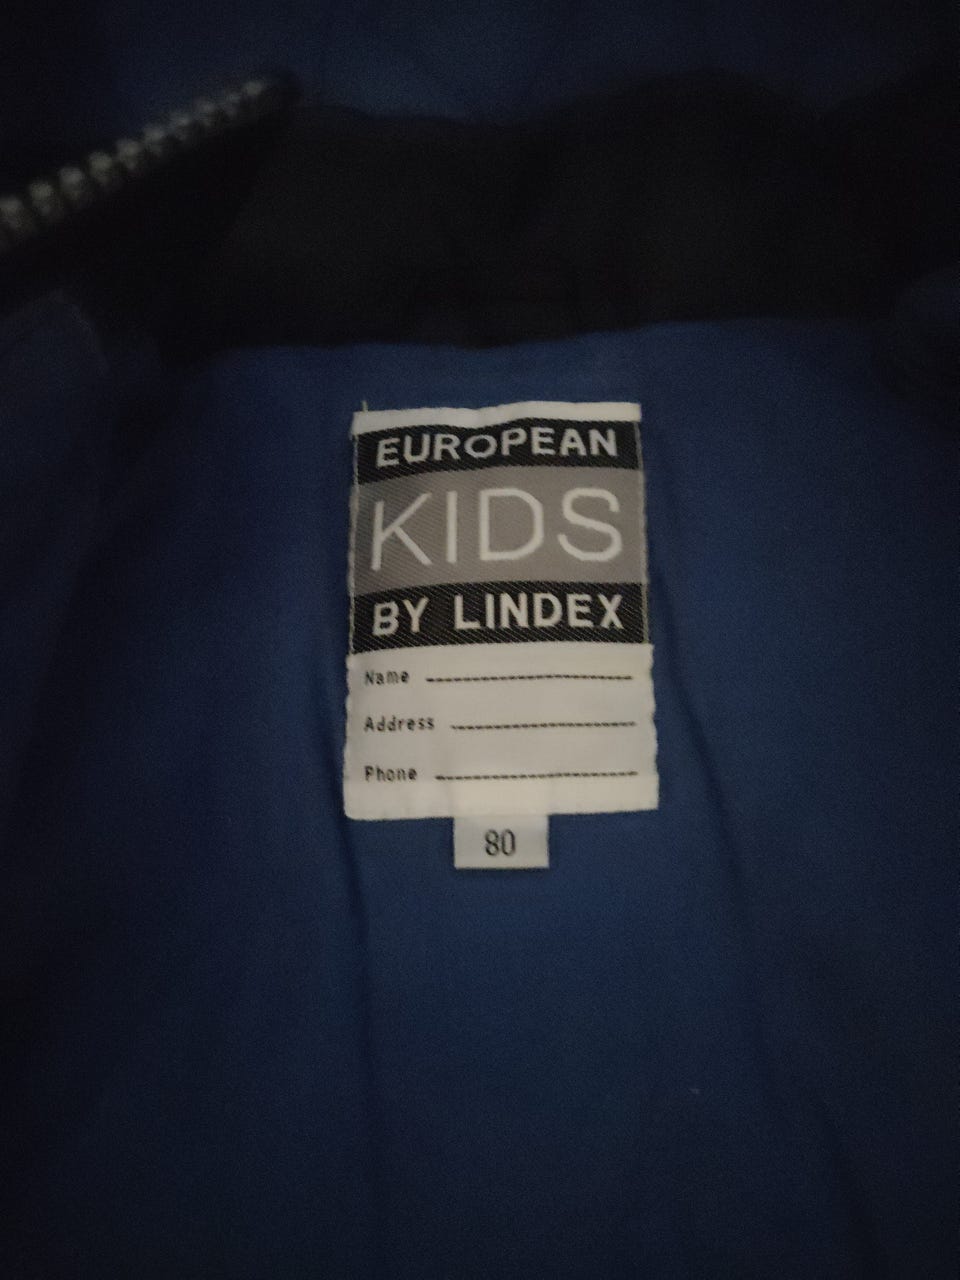 EUROPEAN
KIDS
BY LINDEX
Name
Address
Phone
80